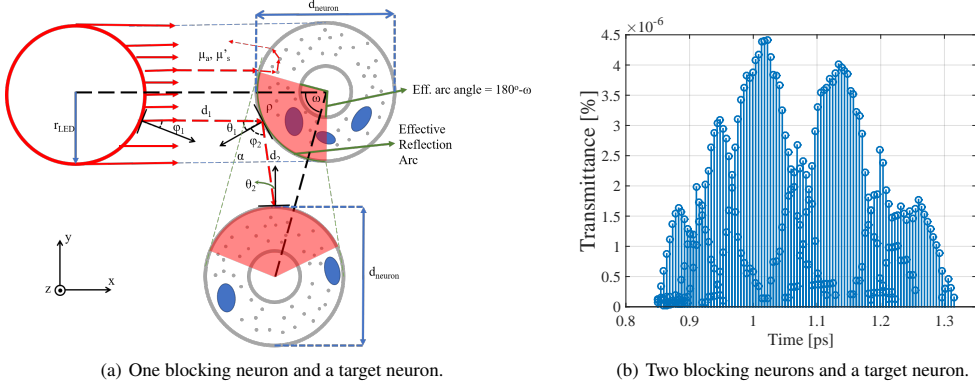 d_neuron
μ_a, μ'_s
ω
Eff. arc angle = 180°-ω
ρ
r_LED
d_1
φ_1
θ_1
φ_2
Effective
Reflection
Arc
α
d_2
θ_2
y
z
x
d_neuron
(a) One blocking neuron and a target neuron.
×10^-6
4.5
4
3.5
3
2.5
2
1.5
1
0.5
0
Transmittance [%]
0.8 0.9 1 1.1 1.2 1.3
Time [ps]
(b) Two blocking neurons and a target neuron.